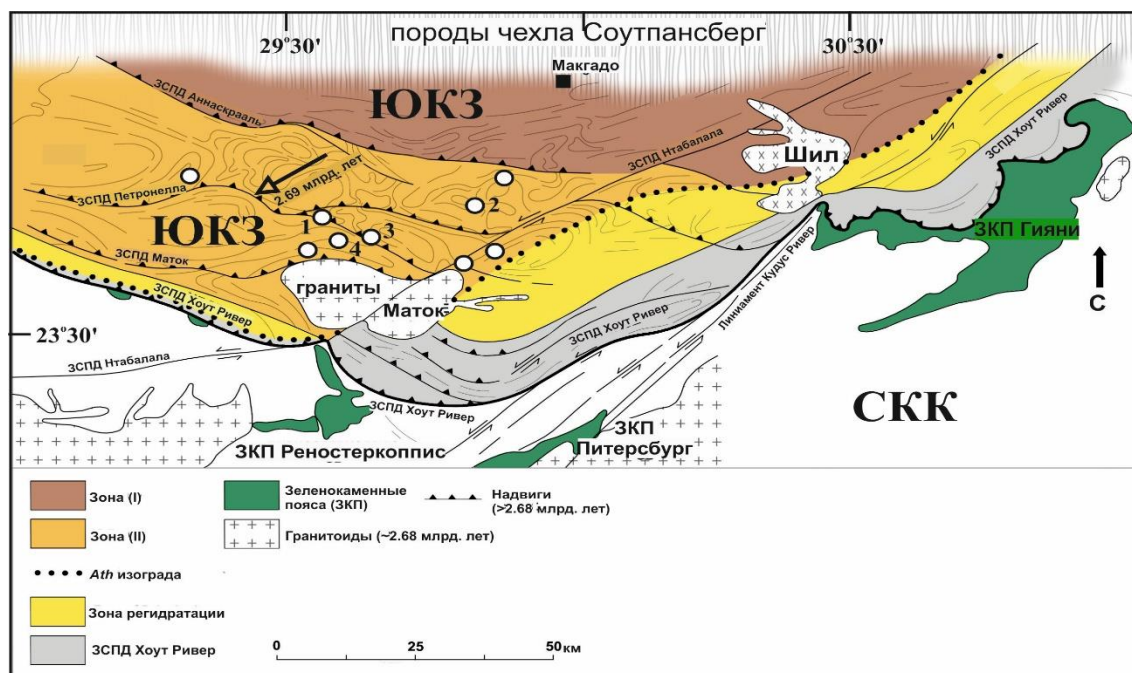 29°30'
30°30'
породы чехла Соутпансберг
Макгадо
ЗСПД Аннаскрааль
ЮКЗ
ЗСПД Нтабалала
Шил
ЗСПД Хоут Ривер
2.69 млрд. лет
ЗСПД Петронелла
2
ЮКЗ
1
3
4
ЗКП Гияни
ЗСПД Маток
граниты
Маток
Линиамент Кудус Ривер
С
ЗСПД Хоут Ривер
ЗСПД Хоут Ривер
23°30'
ЗСПД Нтабалала
ЗСПД Хоут Ривер
СКК
ЗКП Реностеркоппис
ЗКП
Питерсбург
Зона (I)
Зеленокаменные
пояса (ЗКП)
Надвиги
(>2.68 млрд. лет)
Зона (II)
Гранитоиды (~2.68 млрд. лет)
Ath изограда
Зона регидратации
ЗСПД Хоут Ривер
0 25 50 км